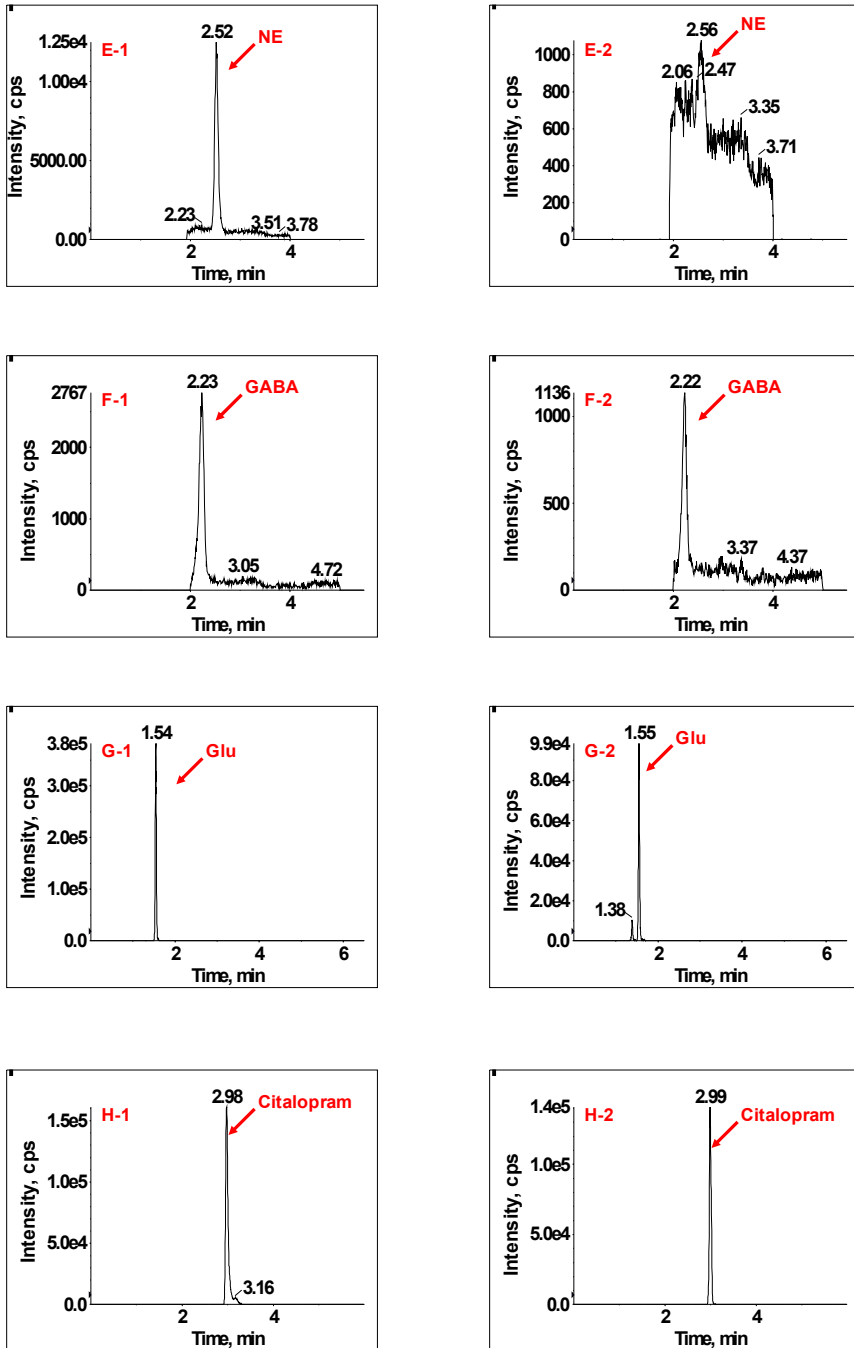 E-1
2.52
NE
1.25e4
1.00e4
5000.00
0.00
2.23
3.51
3.78
2
4
Intensity, cps
Time, min
E-2
2.56
NE
1000
800
600
400
200
0
2.06
2.47
3.35
3.71
2
4
Intensity, cps
Time, min
F-1
2.23
GABA
2767
2000
1000
0
3.05
4.72
2
4
Intensity, cps
Time, min
F-2
2.22
GABA
1136
1000
500
0
3.37
4.37
2
4
Intensity, cps
Time, min
G-1
1.54
Glu
3.8e5
3.0e5
2.0e5
1.0e5
0.0
2
4
6
Intensity, cps
Time, min
G-2
1.55
Glu
9.9e4
8.0e4
6.0e4
4.0e4
2.0e4
0.0
1.38
2
4
6
Intensity, cps
Time, min
H-1
2.98
Citalopram
1.5e5
1.0e5
5.0e4
0.0
3.16
2
4
Intensity, cps
Time, min
H-2
2.99
Citalopram
1.4e5
1.0e5
5.0e4
0.0
2
4
Intensity, cps
Time, min